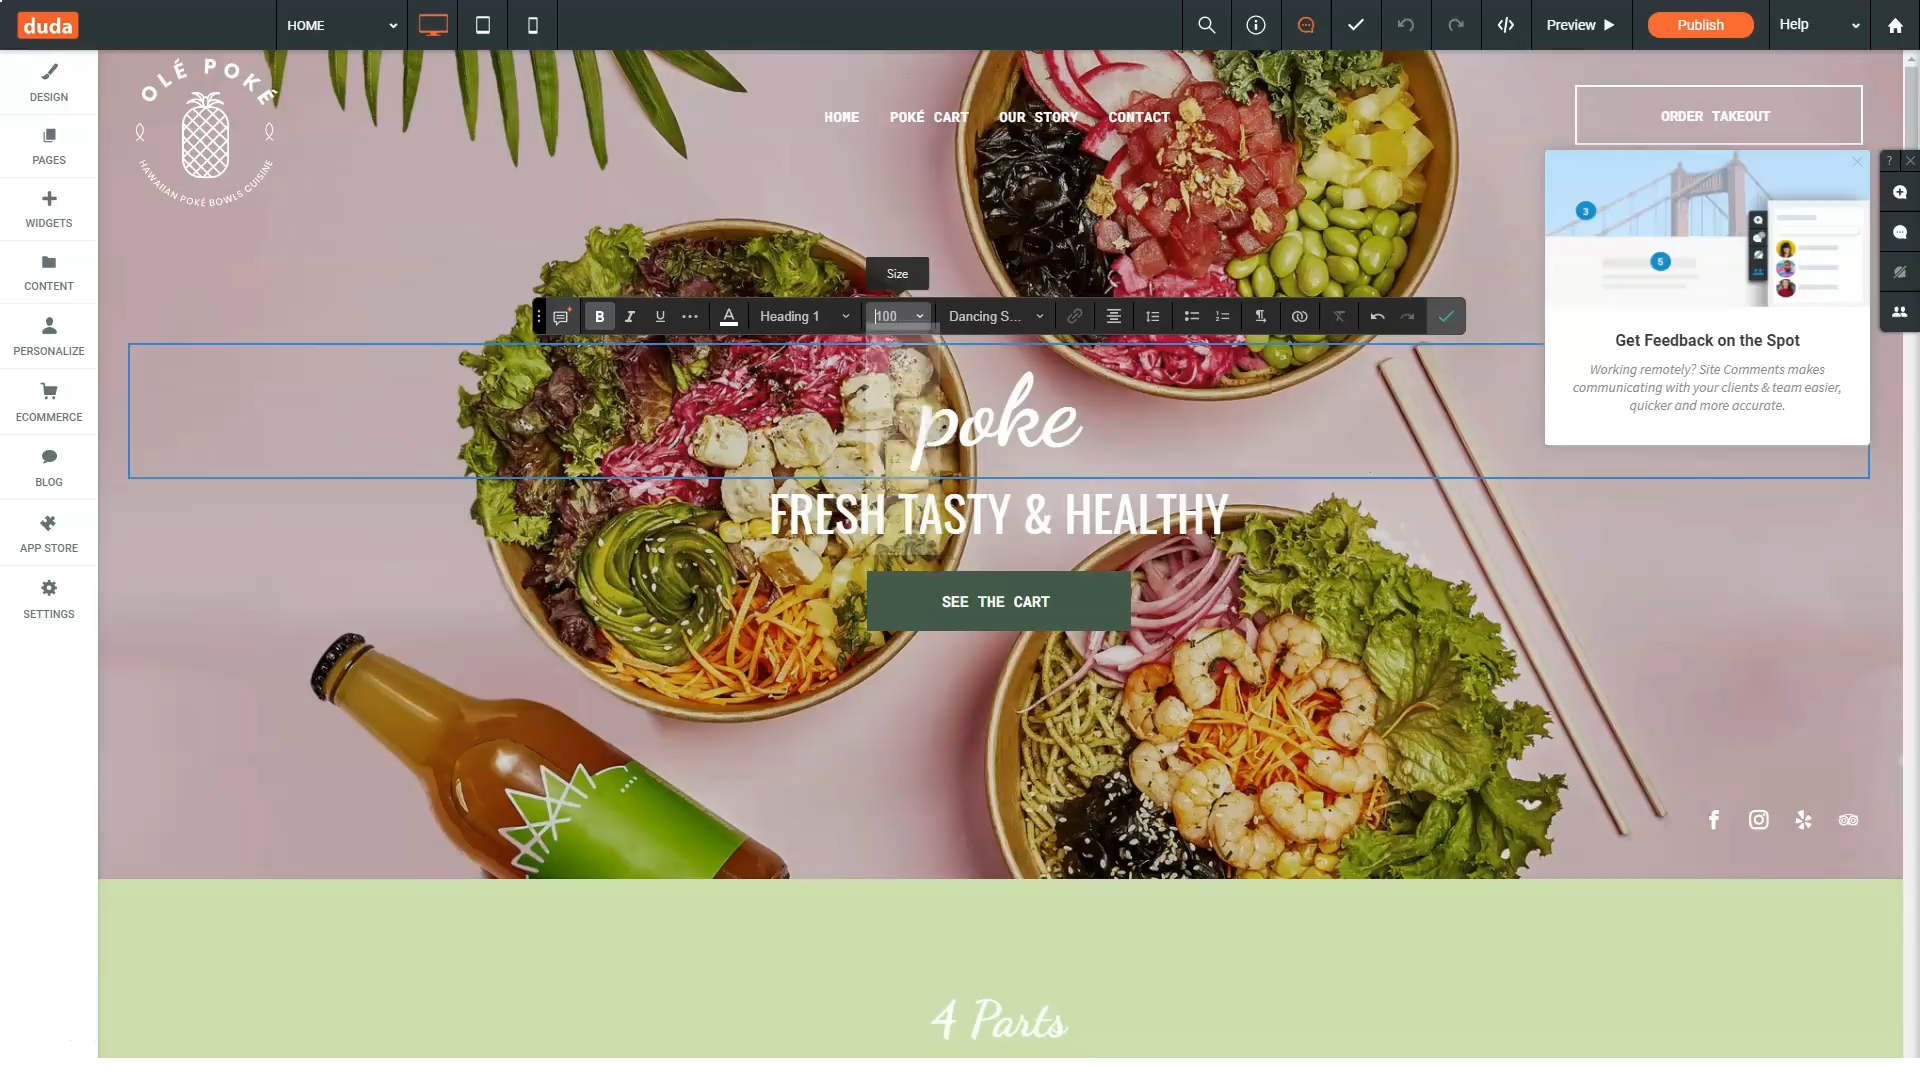 duda
HOME
Preview
Publish
Help
DESIGN
PAGES
WIDGETS
CONTENT
PERSONALIZE
ECOMMERCE
BLOG
APP STORE
SETTINGS
OLÉ POKÉ
HAWAIIAN POKÉ BOWLS CUISINE
HOME
POKÉ CART
OUR STORY
CONTACT
ORDER TAKEOUT
3
5
Get Feedback on the Spot
Working remotely? Site Comments makes
communicating with your clients & team easier,
quicker and more accurate.
?
Size
B I U A Heading 1 100 Dancing S...
poke
FRESH TASTY & HEALTHY
SEE THE CART
4 Parts